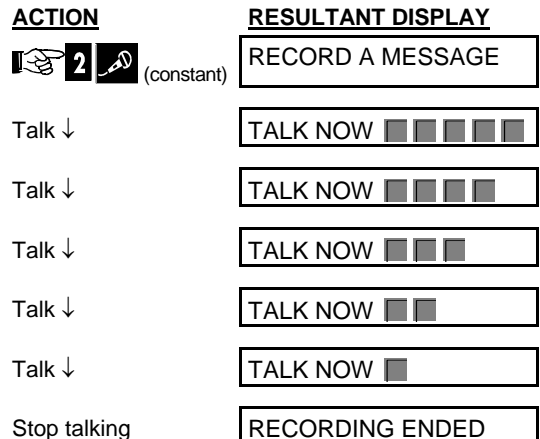 ACTION RESULTANT DISPLAY
2 (constant) RECORD A MESSAGE
Talk ↓ TALK NOW
Talk ↓ TALK NOW
Talk ↓ TALK NOW
Talk ↓ TALK NOW
Talk ↓ TALK NOW
Stop talking RECORDING ENDED